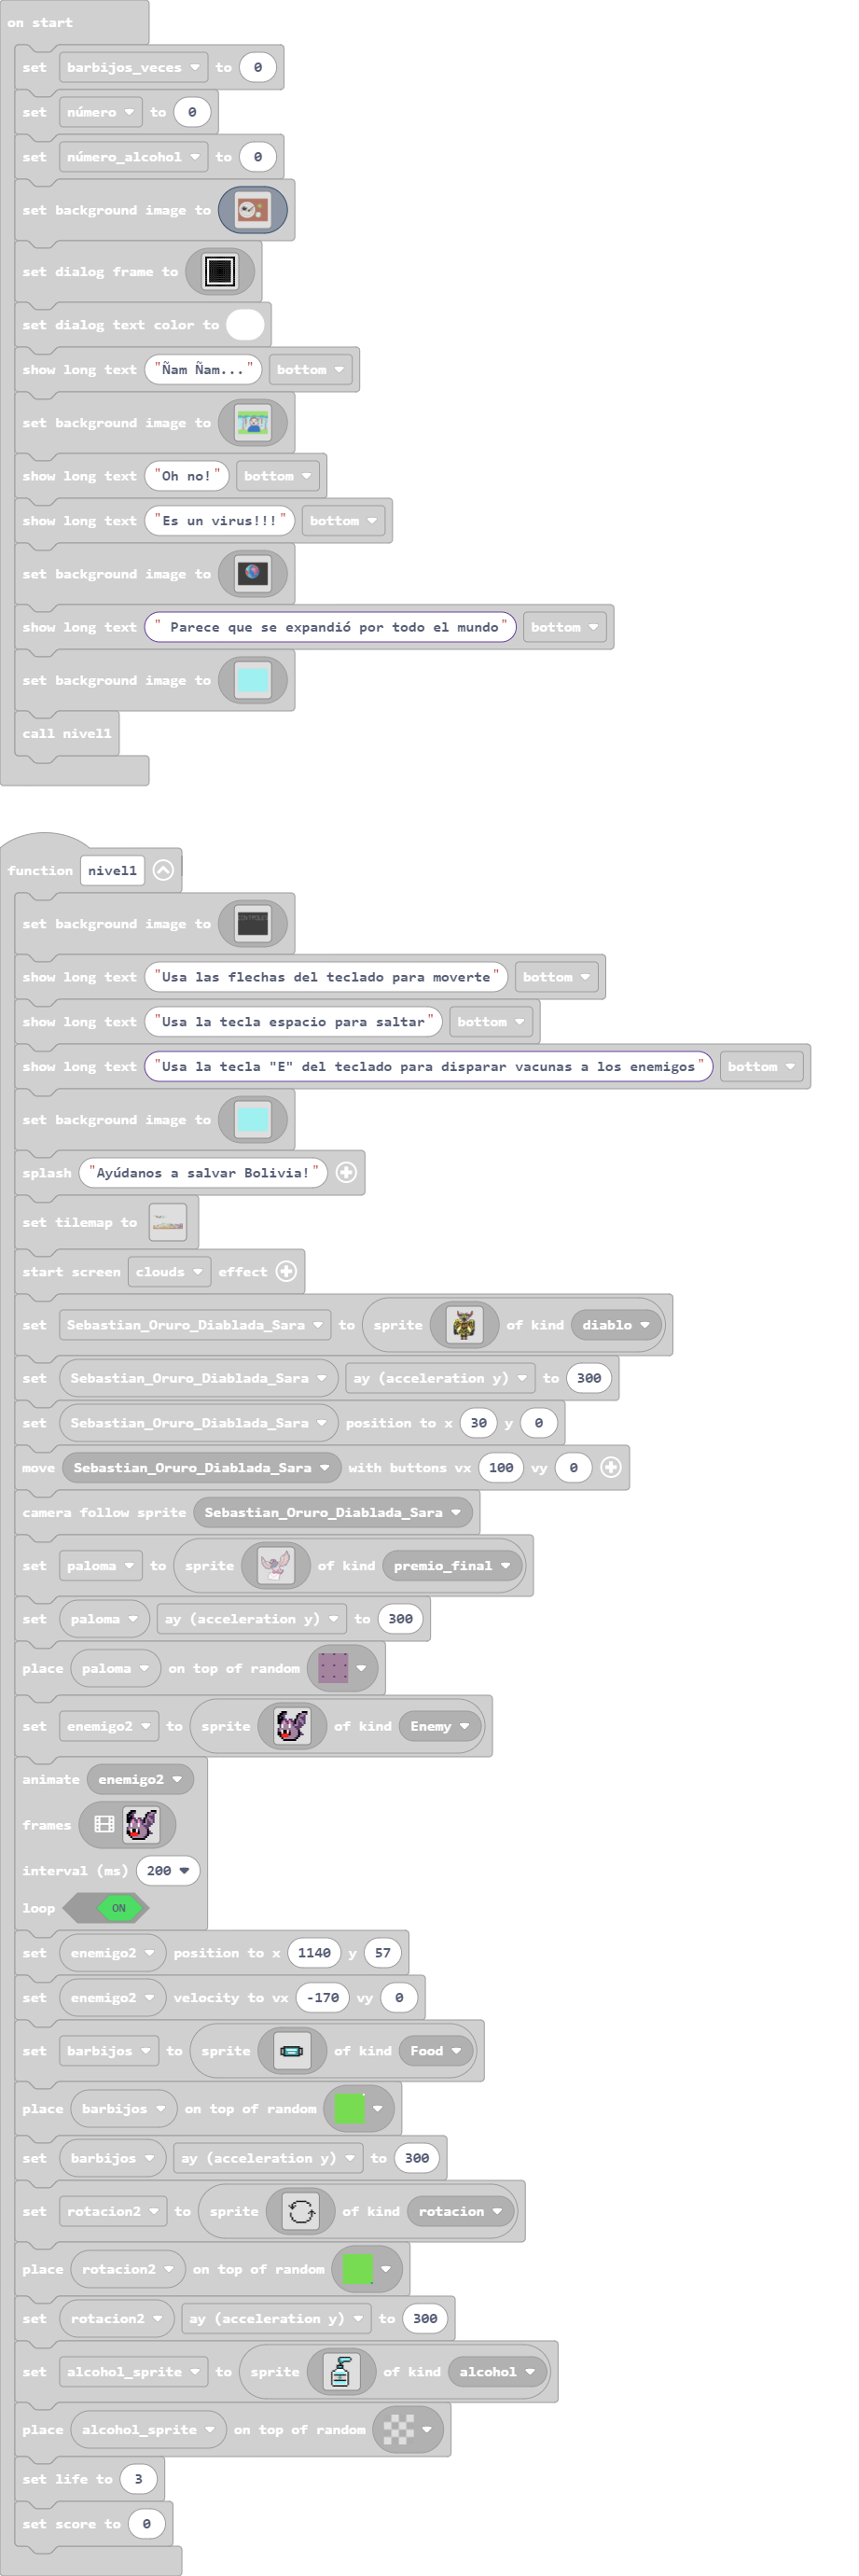 on start
set barbijos_veces to 0
set número to 0
set número_alcohol to 0
set background image to
set dialog frame to
set dialog text color to
show long text "Ñam Ñam..." bottom
set background image to
show long text "Oh no!" bottom
show long text "Es un virus!!!" bottom
set background image to
show long text " Parece que se expandió por todo el mundo" bottom
set background image to
call nivel1
function nivel1
set background image to
show long text "Usa las flechas del teclado para moverte" bottom
show long text "Usa la tecla espacio para saltar" bottom
show long text "Usa la tecla "E" del teclado para disparar vacunas a los enemigos" bottom
set background image to
splash "Ayúdanos a salvar Bolivia!"
set tilemap to
start screen clouds effect
set Sebastian_Oruro_Diablada_Sara to sprite of kind diablo
set Sebastian_Oruro_Diablada_Sara ay (acceleration y) to 300
set Sebastian_Oruro_Diablada_Sara position to x 30 y 0
move Sebastian_Oruro_Diablada_Sara with buttons vx 100 vy 0
camera follow sprite Sebastian_Oruro_Diablada_Sara
set paloma to sprite of kind premio_final
set paloma ay (acceleration y) to 300
place paloma on top of random
set enemigo2 to sprite of kind Enemy
animate enemigo2
frames
interval (ms) 200
loop ON
set enemigo2 position to x 1140 y 57
set enemigo2 velocity to vx -170 vy 0
set barbijos to sprite of kind Food
place barbijos on top of random
set barbijos ay (acceleration y) to 300
set rotacion2 to sprite of kind rotacion
place rotacion2 on top of random
set rotacion2 ay (acceleration y) to 300
set alcohol_sprite to sprite of kind alcohol
place alcohol_sprite on top of random
set life to 3
set score to 0